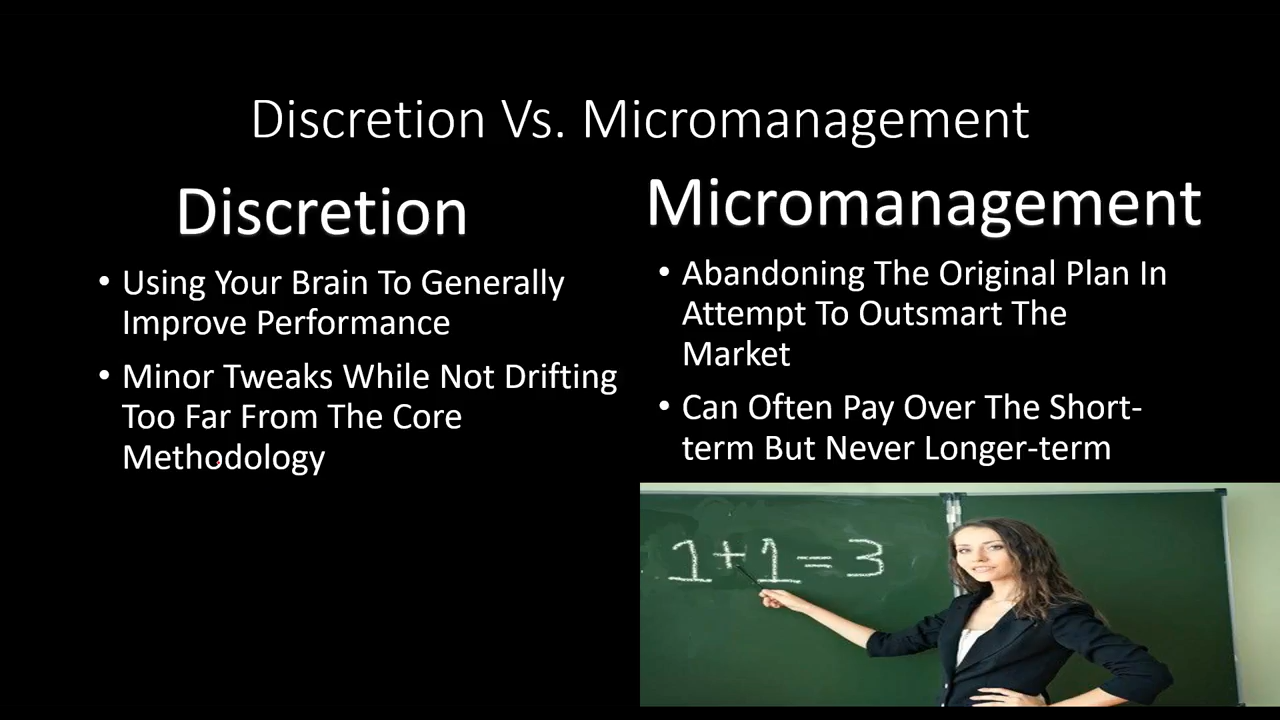 Discretion Vs. Micromanagement
Discretion
• Using Your Brain To Generally
Improve Performance
• Minor Tweaks While Not Drifting
Too Far From The Core
Methodology
Micromanagement
• Abandoning The Original Plan In
Attempt To Outsmart The
Market
• Can Often Pay Over The Short-
term But Never Longer-term
1+1=3